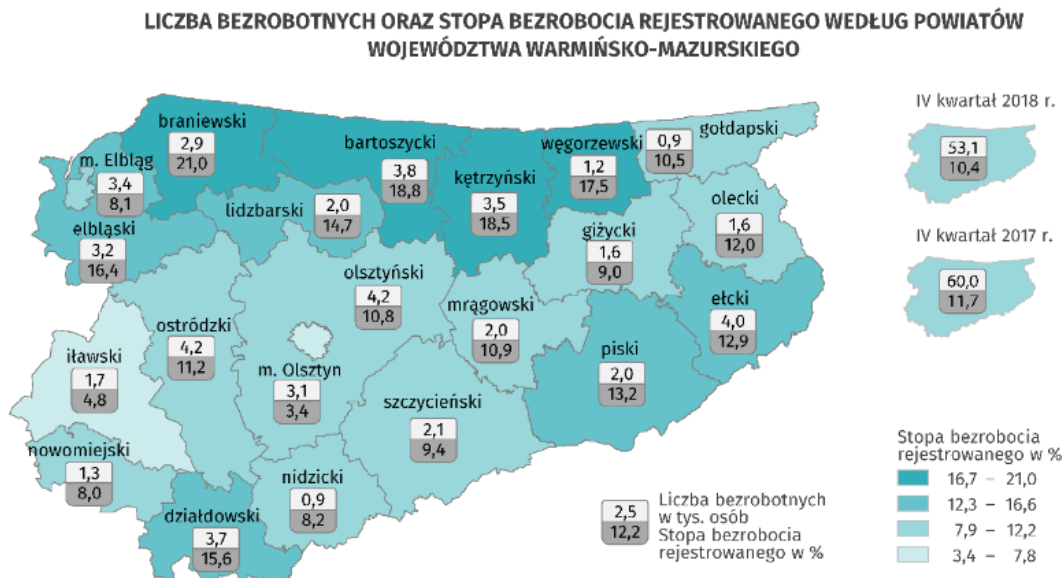 LICZBA BEZROBOTNYCH ORAZ STOPA BEZROBOCIA REJESTROWANEGO WEDŁUG POWIATÓW
WOJEWÓDZTWA WARMIŃSKO-MAZURSKIEGO
IV kwartał 2018 r.
53,1
10,4
IV kwartał 2017 r.
60,0
11,7
braniewski
2,9
21,0
bartoszycki
3,8
18,8
węgorzewski
1,2
17,5
gołdapski
0,9
10,5
m. Elbląg
3,4
8,1
kętrzyński
3,5
18,5
lidzbarski
2,0
14,7
olecki
1,6
12,0
elbląski
3,2
16,4
giżycki
1,6
9,0
olsztyński
4,2
10,8
mrągowski
2,0
10,9
ełcki
4,0
12,9
ostródzki
4,2
11,2
iławski
1,7
4,8
m. Olsztyn
3,1
3,4
piski
2,0
13,2
szczycieński
2,1
9,4
nowomiejski
1,3
8,0
nidzicki
0,9
8,2
działdowski
3,7
15,6
2,5
12,2
Liczba bezrobotnych
w tys. osób
Stopa bezrobocia
rejestrowanego w %
Stopa bezrobocia
rejestrowanego w %
16,7 – 21,0
12,3 – 16,6
7,9 – 12,2
3,4 – 7,8